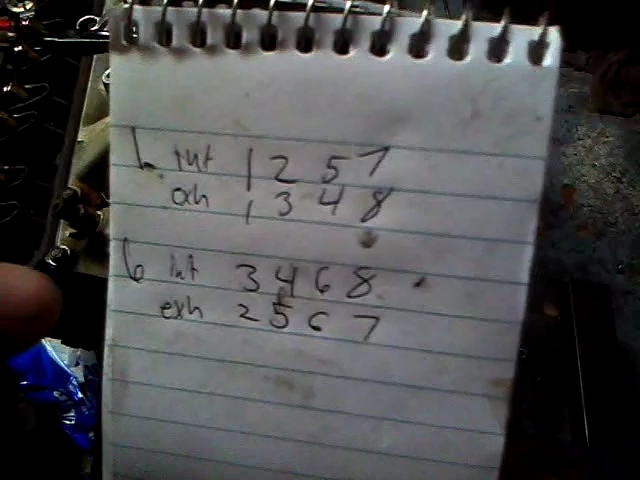 1. int 1 2 5 7
exh 1 3 4 8
6 int 3 4 6 8
exh 2 5 6 7